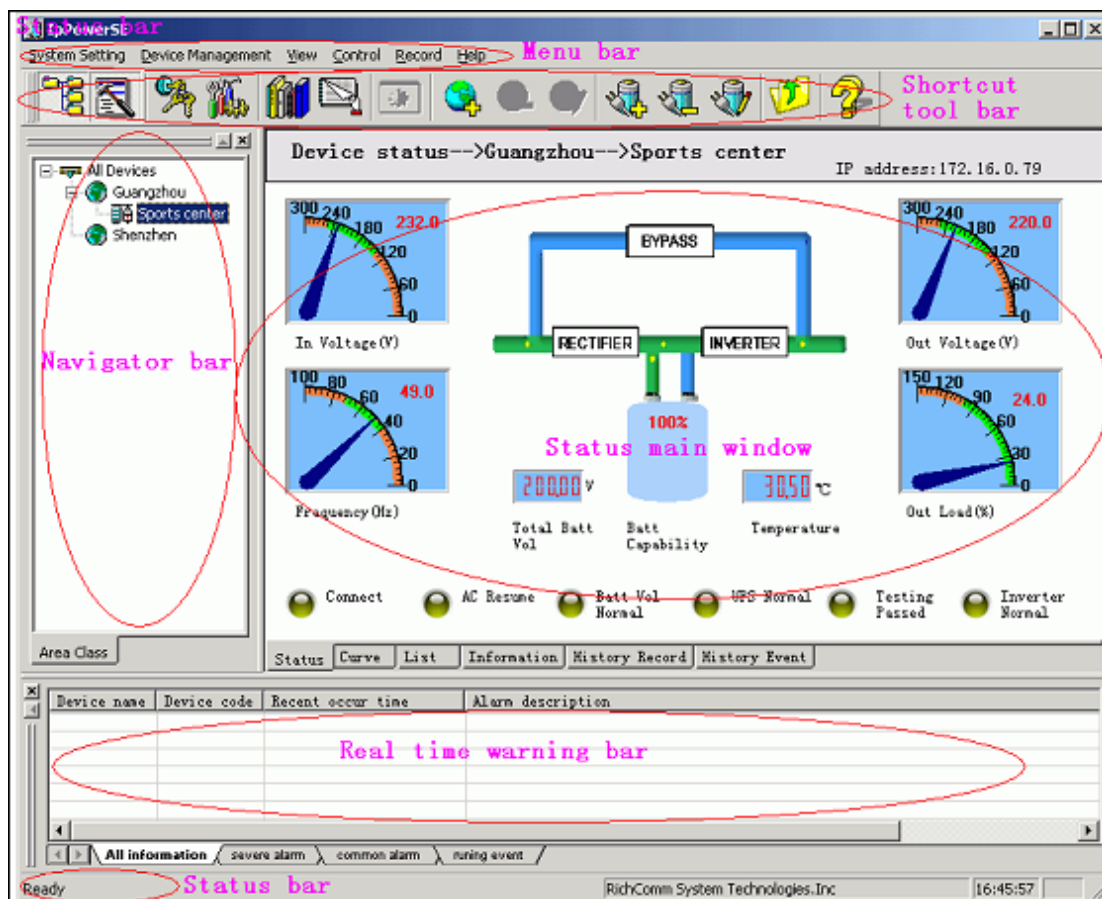 Status bar
IpPowerSE
System Setting Device Management View Control Record Help
Menu bar
Shortcut
tool bar
All Devices
Guangzhou
Sports center
Shenzhen
Navigator bar
Area Class
Device status-->Guangzhou-->Sports center
IP address:172.16.0.79
300 240 180 120 60 0
232.0
In Voltage(V)
BYPASS
RECTIFIER
INVERTER
300 240 180 120 60 0
220.0
Out Voltage(V)
100 80 60 40 20 0
49.0
Fraquency(Hz)
100%
Status main window
200.00 V
Total Batt
Vol
Batt
Capability
30.50 ℃
Temperature
150 120 90 60 30 0
24.0
Out Load(%)
Connect
AC Resume
Batt Vol
Normal
UPS Normal
Testing
Passed
Inverter
Normal
Status Curve List Information History Record History Event
Device name Device code Recent occur time Alarm description
Real time warning bar
All information severe alarm common alarm runing event
Ready
Status bar
RichComm System Technologies.Inc
16:45:57